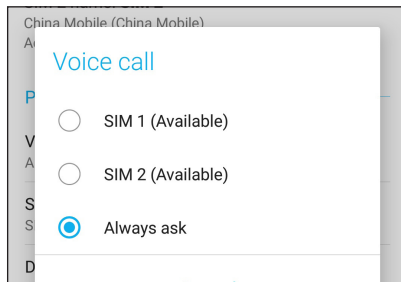 China Mobile (China Mobile)
Voice call
SIM 1 (Available)
SIM 2 (Available)
Always ask